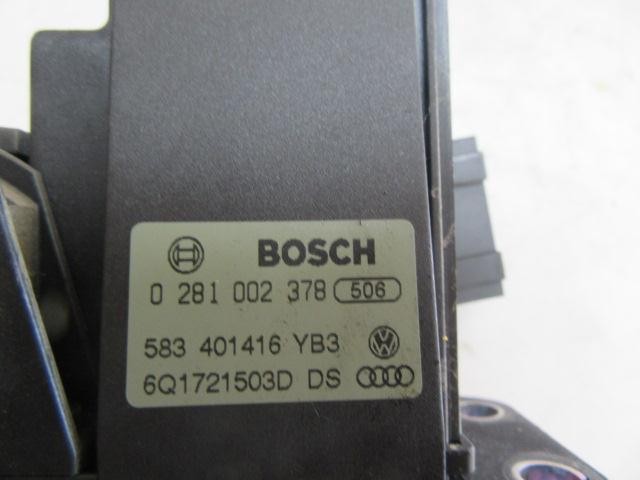 BOSCH
0 281 002 378 506
583 401416 YB3
6Q1721503D DS